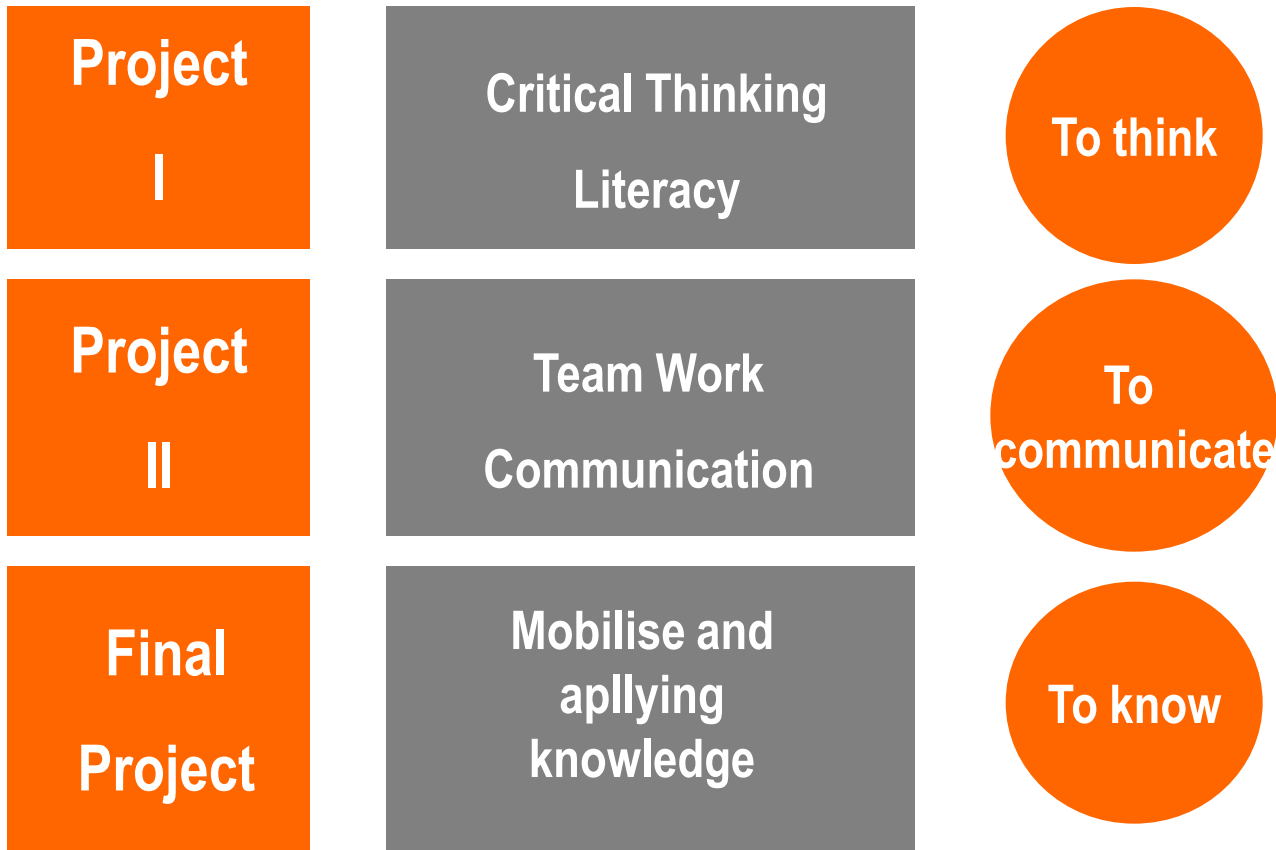 Project
I
Critical Thinking
Literacy
To think
Project
II
Team Work
Communication
To
communicate
Final
Project
Mobilise and
apllying
knowledge
To know